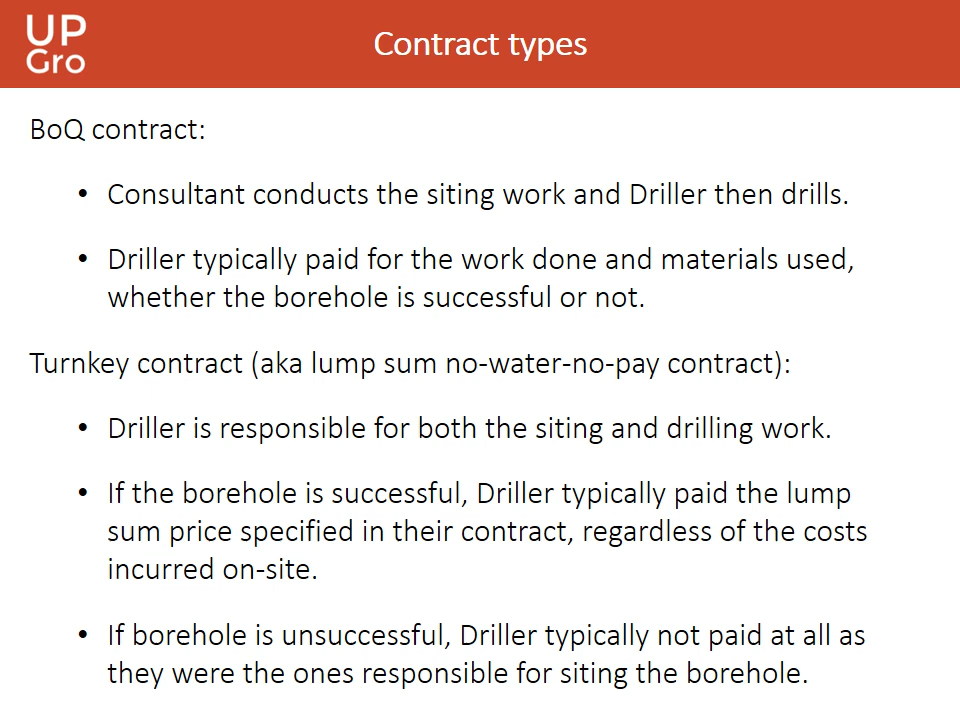 UP
Gro
Contract types
BoQ contract:
• Consultant conducts the siting work and Driller then drills.
• Driller typically paid for the work done and materials used,
whether the borehole is successful or not.
Turnkey contract (aka lump sum no-water-no-pay contract):
• Driller is responsible for both the siting and drilling work.
• If the borehole is successful, Driller typically paid the lump
sum price specified in their contract, regardless of the costs
incurred on-site.
• If borehole is unsuccessful, Driller typically not paid at all as
they were the ones responsible for siting the borehole.